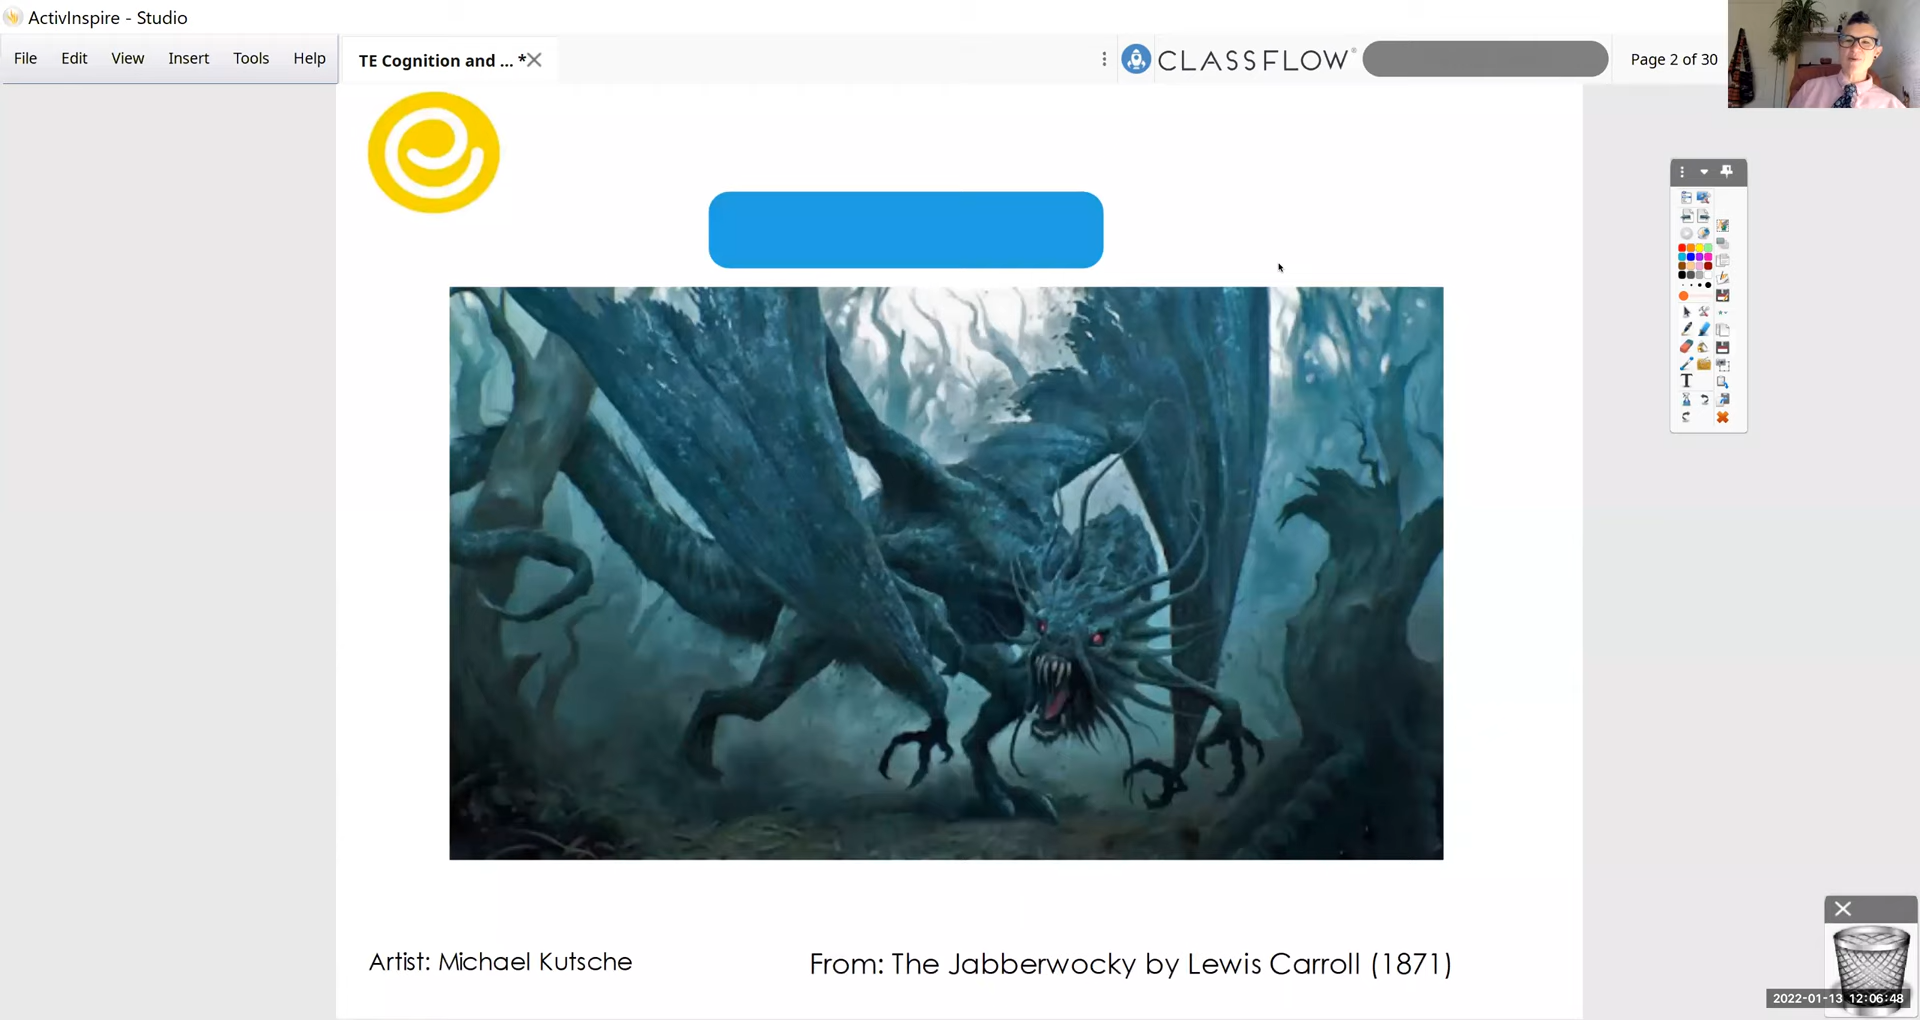 ActivInspire - Studio
File Edit View Insert Tools Help
TE Cognition and ... *
CLASSFLOW
Page 2 of 30
Artist: Michael Kutsche
From: The Jabberwocky by Lewis Carroll (1871)
2022-01-13 12:06:48